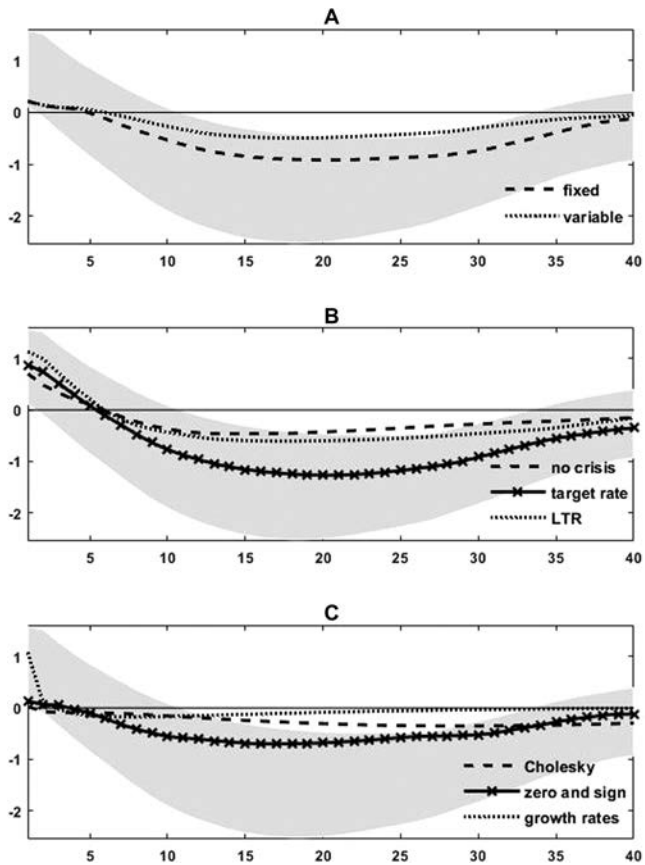 A
1
0
-1
-2
fixed
variable
5 10 15 20 25 30 35 40
B
1
0
-1
-2
no crisis
target rate
LTR
5 10 15 20 25 30 35 40
C
1
0
-1
-2
Cholesky
zero and sign
growth rates
5 10 15 20 25 30 35 40